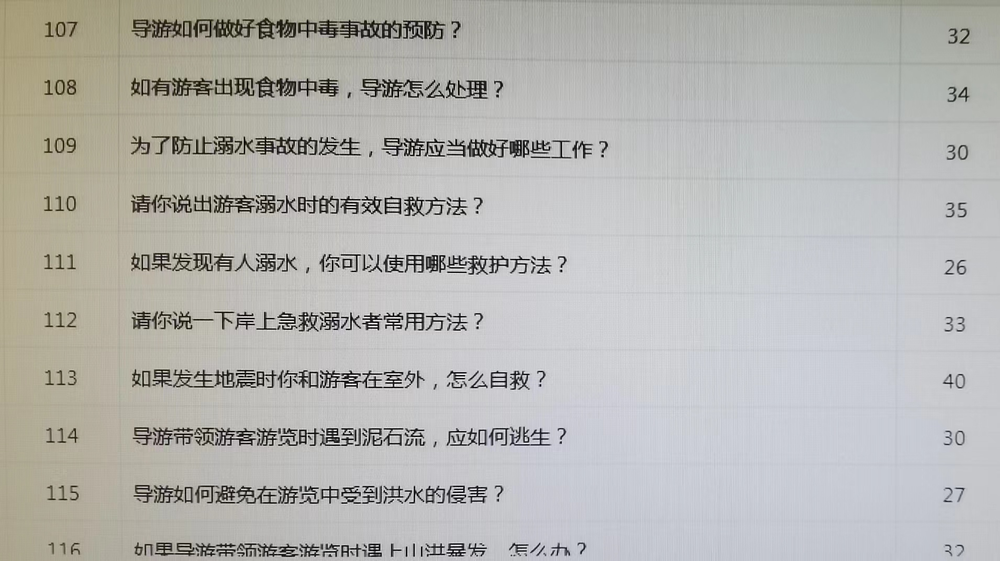 107 导游如何做好食物中毒事故的预防？ 32
108 如有游客出现食物中毒，导游怎么处理？ 34
109 为了防止溺水事故的发生，导游应当做好哪些工作？ 30
110 请你说出游客溺水时的有效自救方法？ 35
111 如果发现有人溺水，你可以使用哪些救护方法？ 26
112 请你说一下岸上急救溺水者常用方法？ 33
113 如果发生地震时你和游客在室外，怎么自救？ 40
114 导游带领游客游览时遇到泥石流，应如何逃生？ 30
115 导游如何避免在游览中受到洪水的侵害？ 27
116 如果导游带领游客游览时遇上山洪暴发，怎么办？ 32